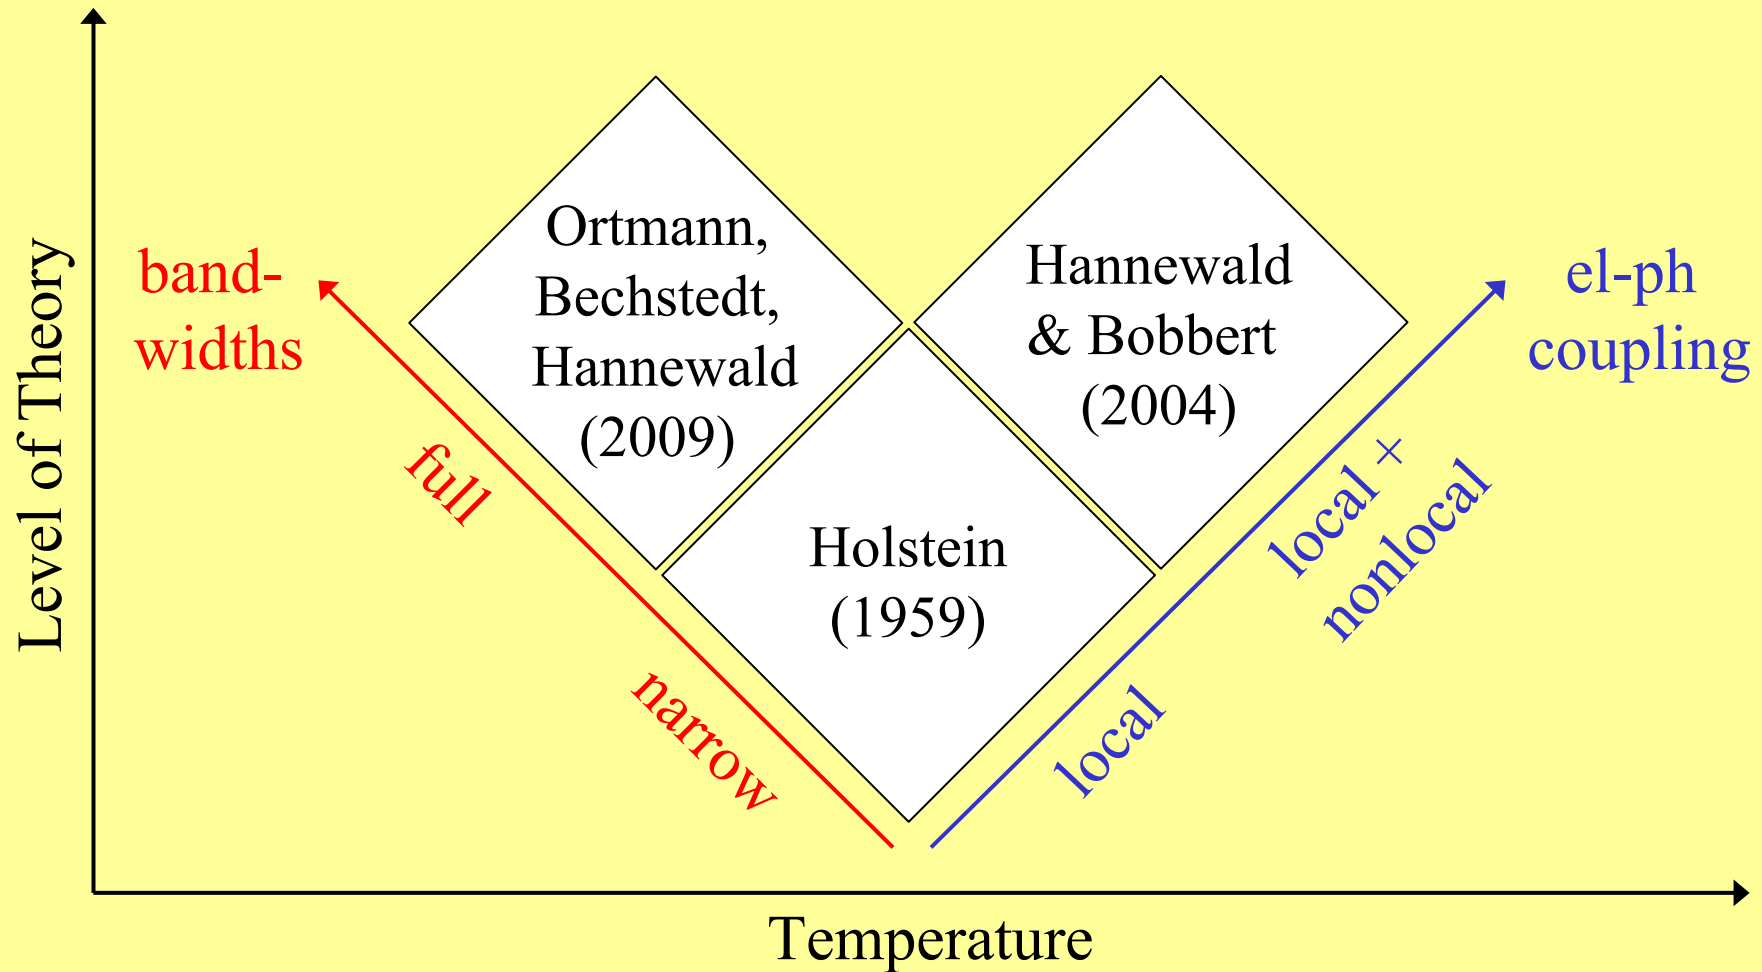 Level of Theory
band-
widths
full
narrow
Ortmann,
Bechstedt,
Hannewald
(2009)
Holstein
(1959)
Hannewald
& Bobbert
(2004)
local
local +
nonlocal
el-ph
coupling
Temperature